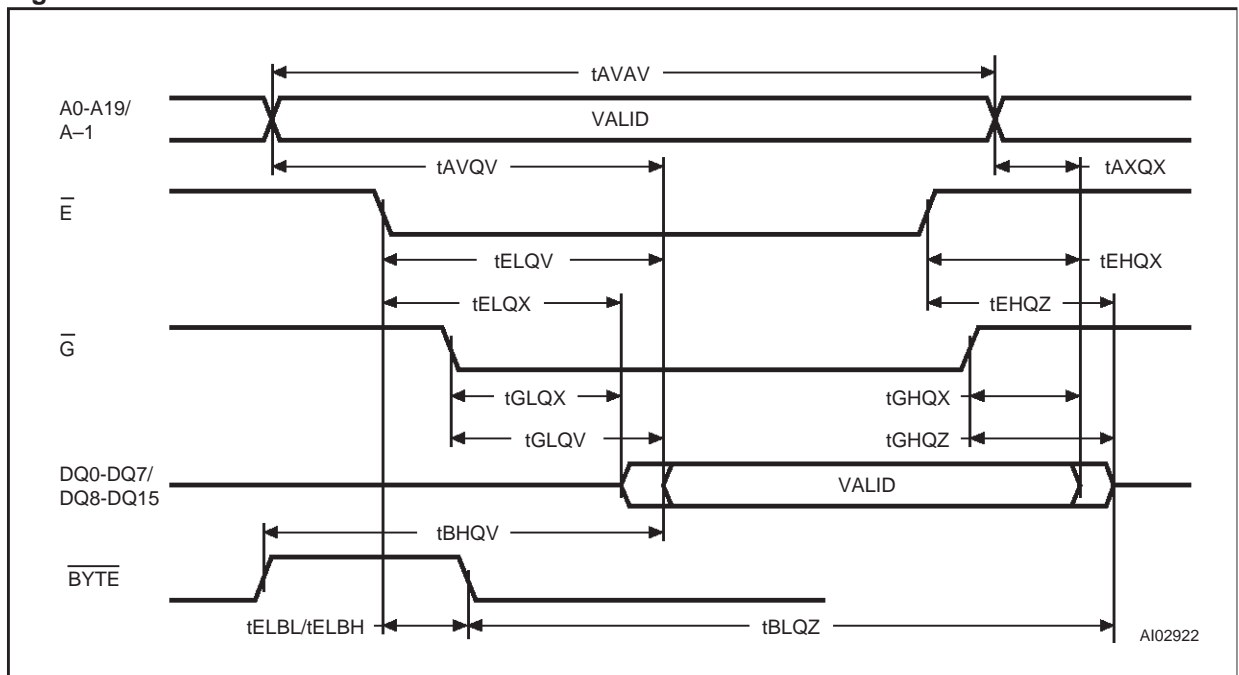 tAVAV
A0-A19/
A–1
VALID
tAVQV
tAXQX
E
tELQV
tEHQX
tELQX
tEHQZ
G
tGLQX
tGHQX
tGLQV
tGHQZ
DQ0-DQ7/
DQ8-DQ15
VALID
tBHQV
BYTE
tELBL/tELBH
tBLQZ
AI02922